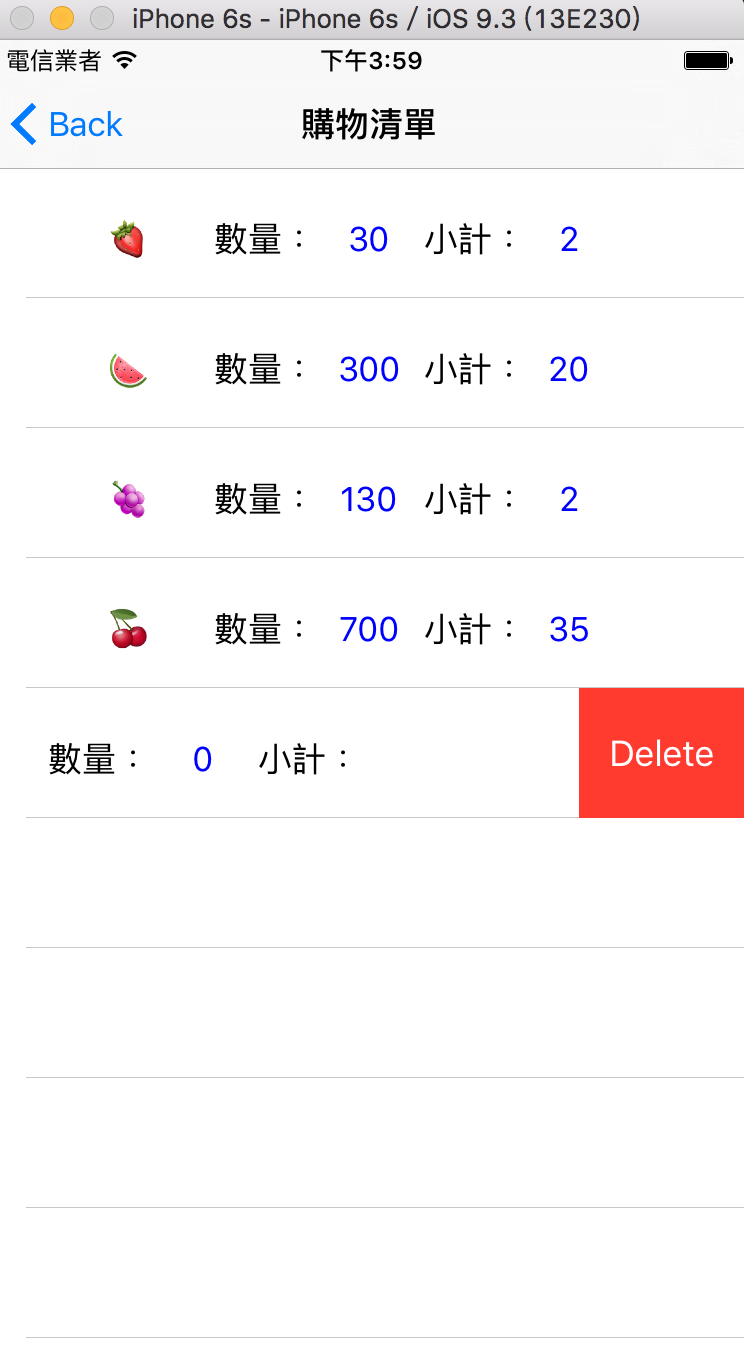 iPhone 6s - iPhone 6s / iOS 9.3 (13E230)
電信業者 下午3:59
Back 購物清單
🍓 數量： 30 小計： 2
🍉 數量： 300 小計： 20
🍇 數量： 130 小計： 2
🍒 數量： 700 小計： 35
數量： 0 小計： Delete